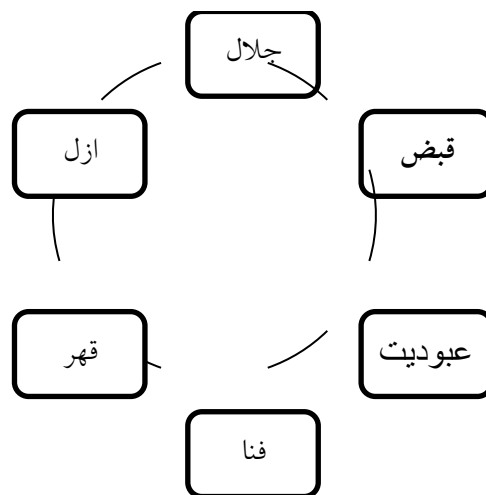 جلال
قبض
عبودیت
فنا
قهر
ازل